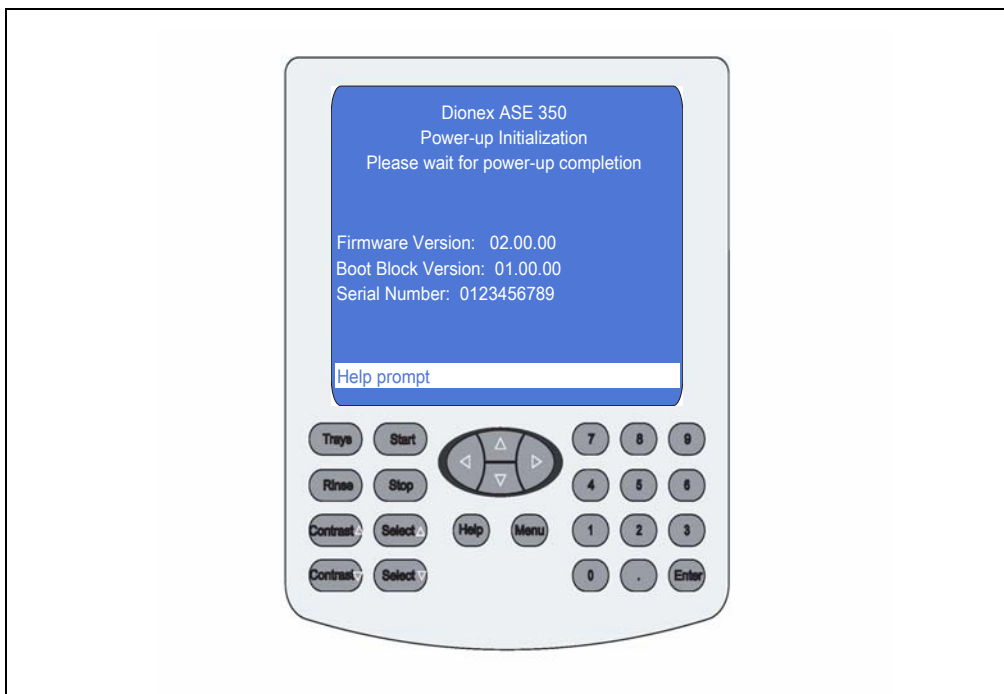 Dionex ASE 350
Power-up Initialization
Please wait for power-up completion
Firmware Version: 02.00.00
Boot Block Version: 01.00.00
Serial Number: 0123456789
Help prompt
Trays Start 7 8 9
Rinse Stop 4 5 6
Contrast△ Select△ Help Menu 1 2 3
Contrast▽ Select▽ 0 . Enter